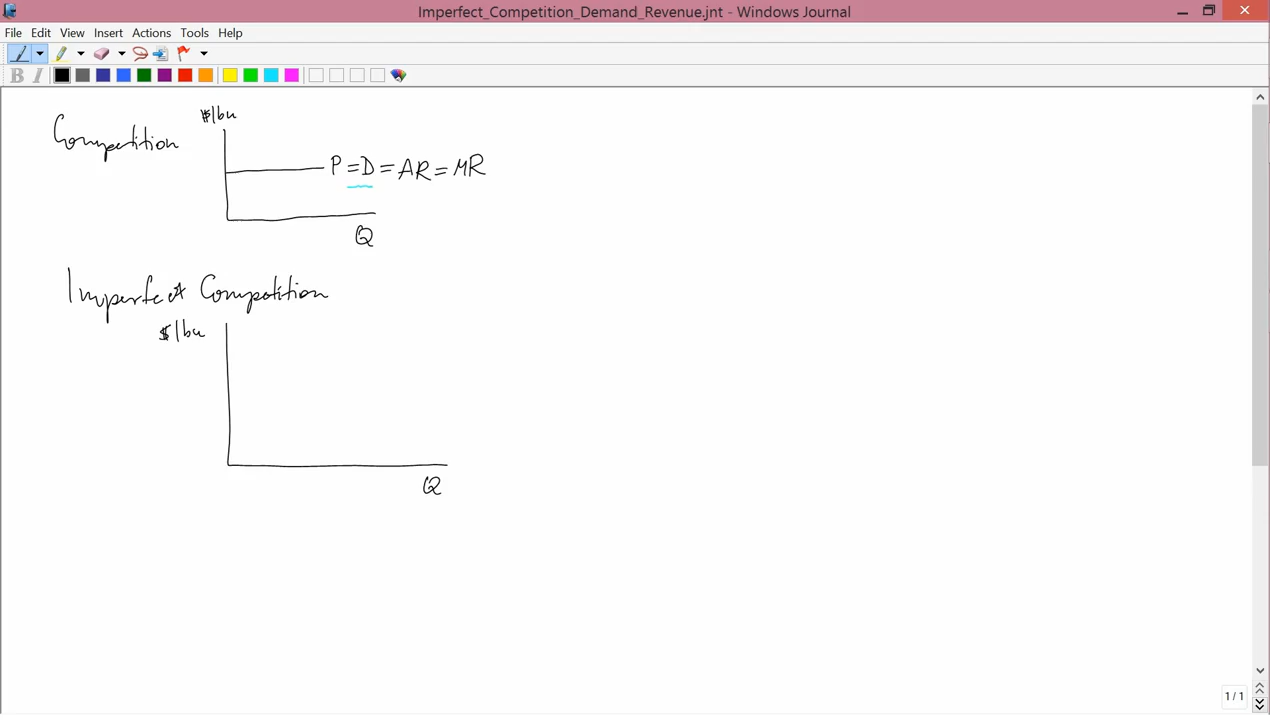 Imperfect_Competition_Demand_Revenue.jnt - Windows Journal
File Edit View Insert Actions Tools Help
B I
$/bu
Competition
P = D = AR = MR
Q
Imperfect Competition
$/bu
Q
1 / 1